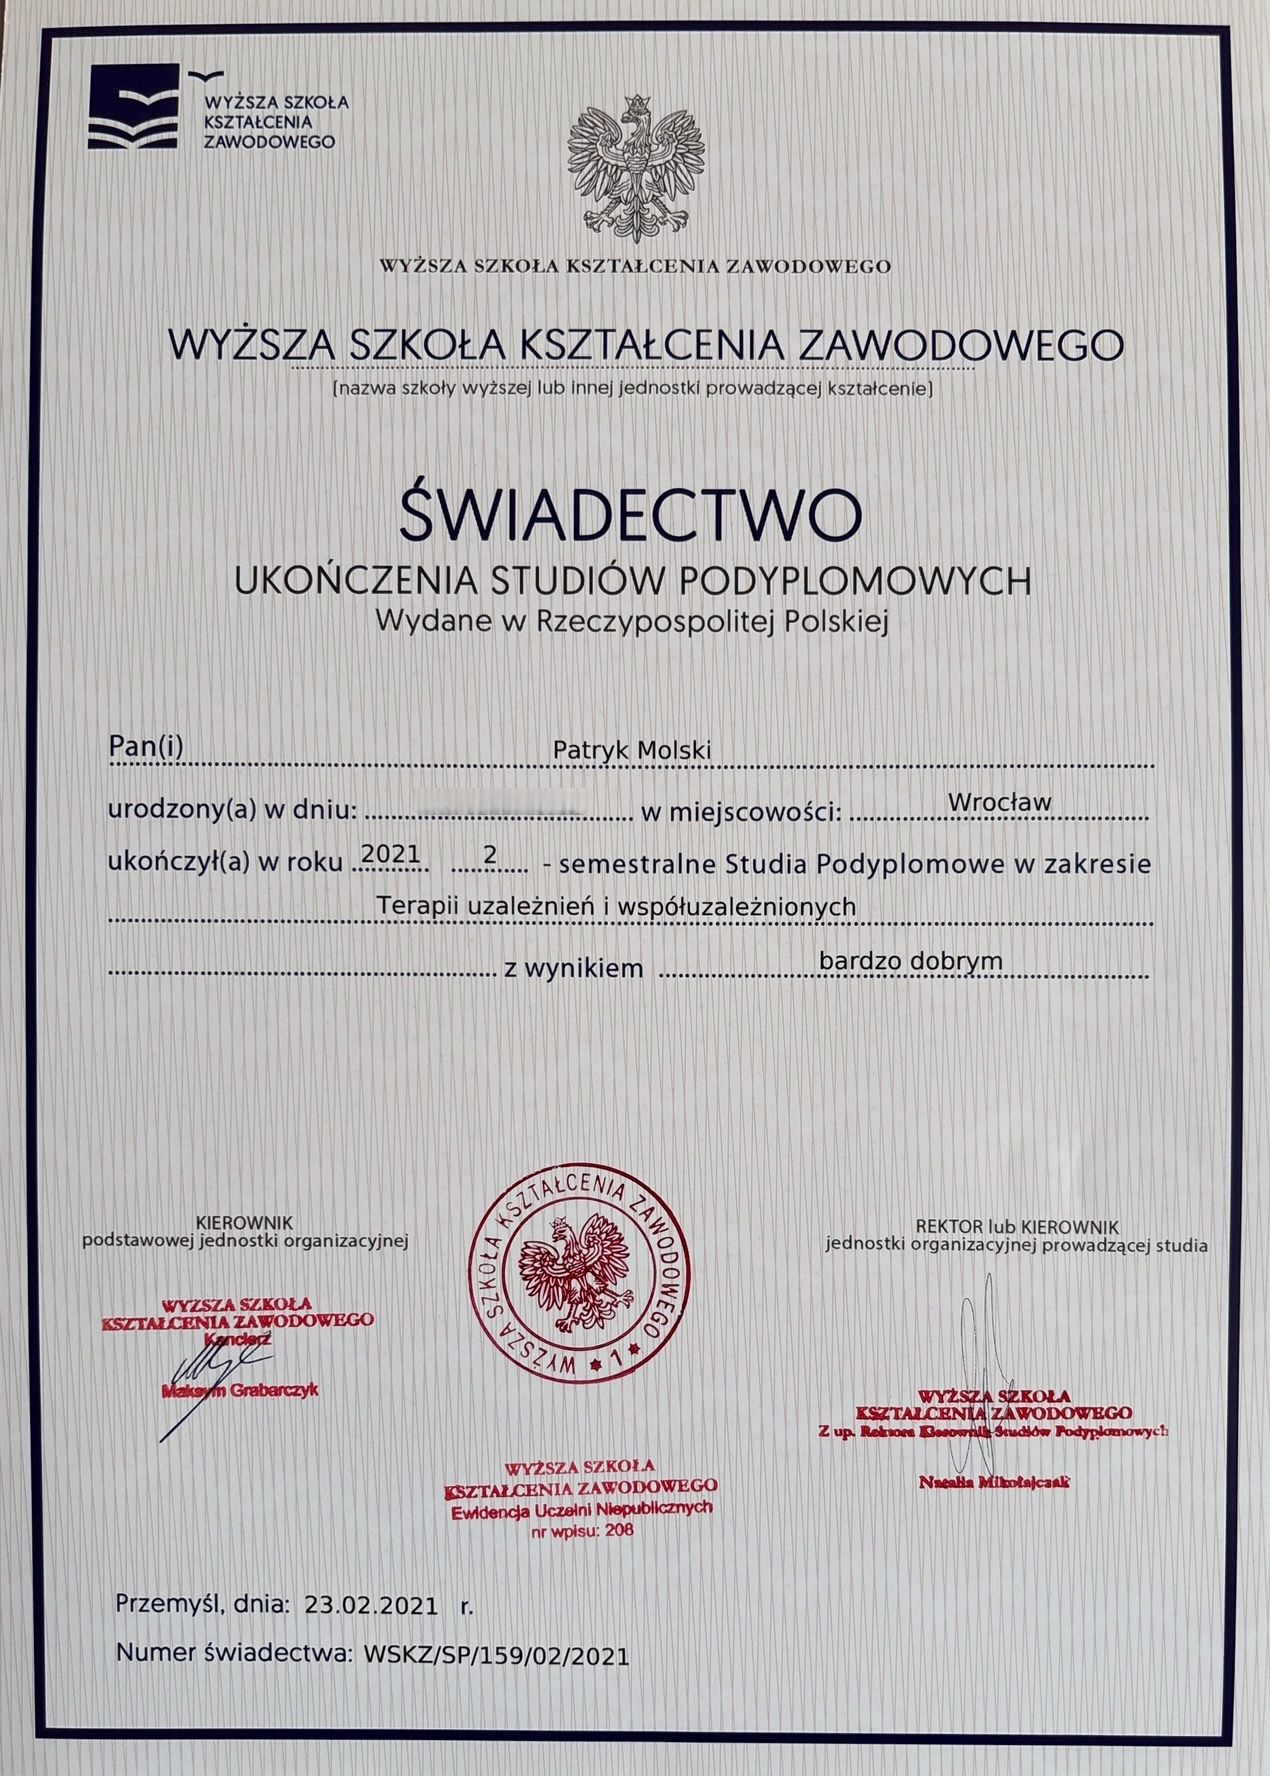 WYŻSZA SZKOŁA
KSZTAŁCENIA
ZAWODOWEGO
WYŻSZA SZKOŁA KSZTAŁCENIA ZAWODOWEGO
WYŻSZA SZKOŁA KSZTAŁCENIA ZAWODOWEGO
(nazwa szkoły wyższej lub innej jednostki prowadzącej kształcenie)
ŚWIADECTWO
UKOŃCZENIA STUDIÓW PODYPLOMOWYCH
Wydane w Rzeczypospolitej Polskiej
Pan(i) Patryk Molski
urodzony(a) w dniu: w miejscowości: Wrocław
ukończył(a) w roku 2021 2 - semestralne Studia Podyplomowe w zakresie
Terapii uzależnień i współuzależnionych
z wynikiem bardzo dobrym
KIEROWNIK
podstawowej jednostki organizacyjnej
WYŻSZA SZKOŁA
KSZTAŁCENIA ZAWODOWEGO
Kanclerz
Maksym Grabarczyk
WYŻSZA SZKOŁA KSZTAŁCENIA ZAWODOWEGO * 1 *
REKTOR lub KIEROWNIK
jednostki organizacyjnej prowadzącej studia
WYŻSZA SZKOŁA
KSZTAŁCENIA ZAWODOWEGO
Z up. Rektora Kierownik Studiów Podyplomowych
Natalia Mikołajczak
WYŻSZA SZKOŁA
KSZTAŁCENIA ZAWODOWEGO
Ewidencja Uczelni Niepublicznych
nr wpisu: 208
Przemyśl, dnia: 23.02.2021 r.
Numer świadectwa: WSKZ/SP/159/02/2021